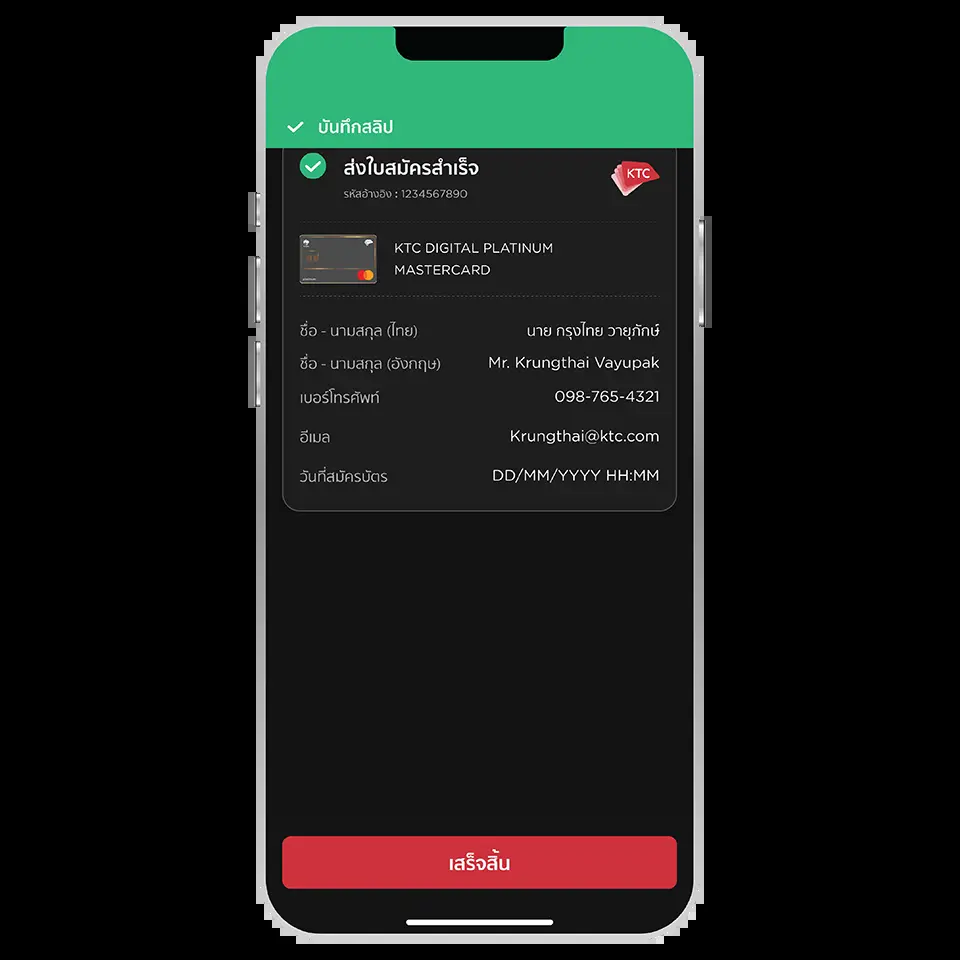 บันทึกสลิป
ส่งใบสมัครสำเร็จ
KTC
รหัสอ้างอิง : 1234567890
KTC DIGITAL PLATINUM
MASTERCARD
ชื่อ - นามสกุล (ไทย) นาย กรุงไทย วายุภักษ์
ชื่อ - นามสกุล (อังกฤษ) Mr. Krungthai Vayupak
เบอร์โทรศัพท์ 098-765-4321
อีเมล Krungthai@ktc.com
วันที่สมัครบัตร DD/MM/YYYY HH:MM
เสร็จสิ้น